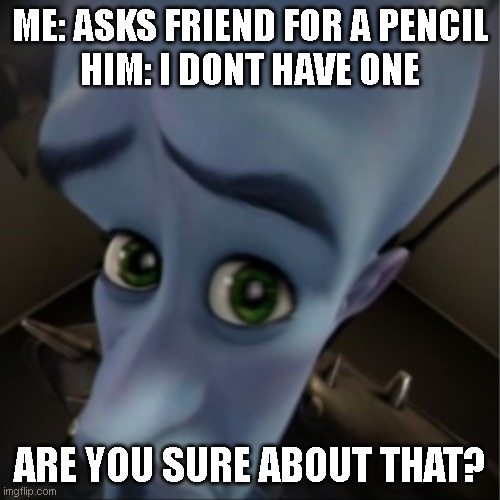 ME: ASKS FRIEND FOR A PENCIL
HIM: I DONT HAVE ONE
ARE YOU SURE ABOUT THAT?
imgflip.com